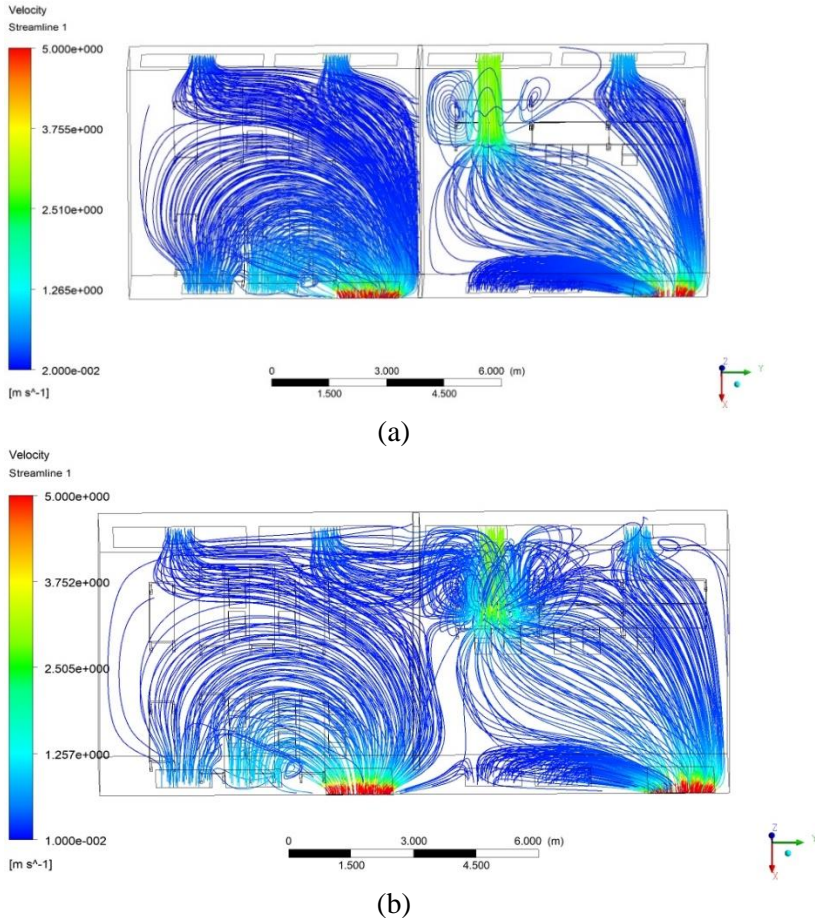 Velocity
Streamline 1
5.000e+000
3.755e+000
2.510e+000
1.265e+000
2.000e-002
[m s^-1]
0 3.000 6.000 (m)
1.500 4.500
Z
Y
X
(a)
Velocity
Streamline 1
5.000e+000
3.752e+000
2.505e+000
1.257e+000
1.000e-002
[m s^-1]
0 3.000 6.000 (m)
1.500 4.500
Z
Y
X
(b)